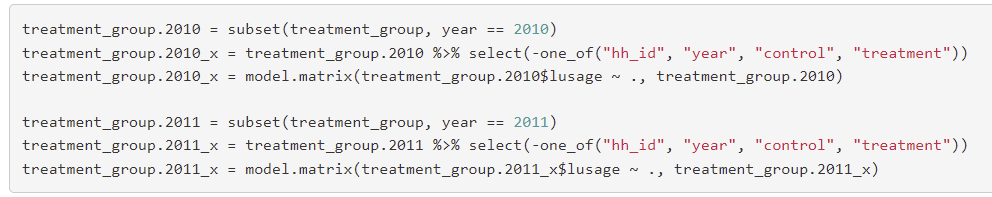 treatment_group.2010 = subset(treatment_group, year == 2010)
treatment_group.2010_x = treatment_group.2010 %>% select(-one_of("hh_id", "year", "control", "treatment"))
treatment_group.2010_x = model.matrix(treatment_group.2010$lusage ~ ., treatment_group.2010)

treatment_group.2011 = subset(treatment_group, year == 2011)
treatment_group.2011_x = treatment_group.2011 %>% select(-one_of("hh_id", "year", "control", "treatment"))
treatment_group.2011_x = model.matrix(treatment_group.2011_x$lusage ~ ., treatment_group.2011_x)